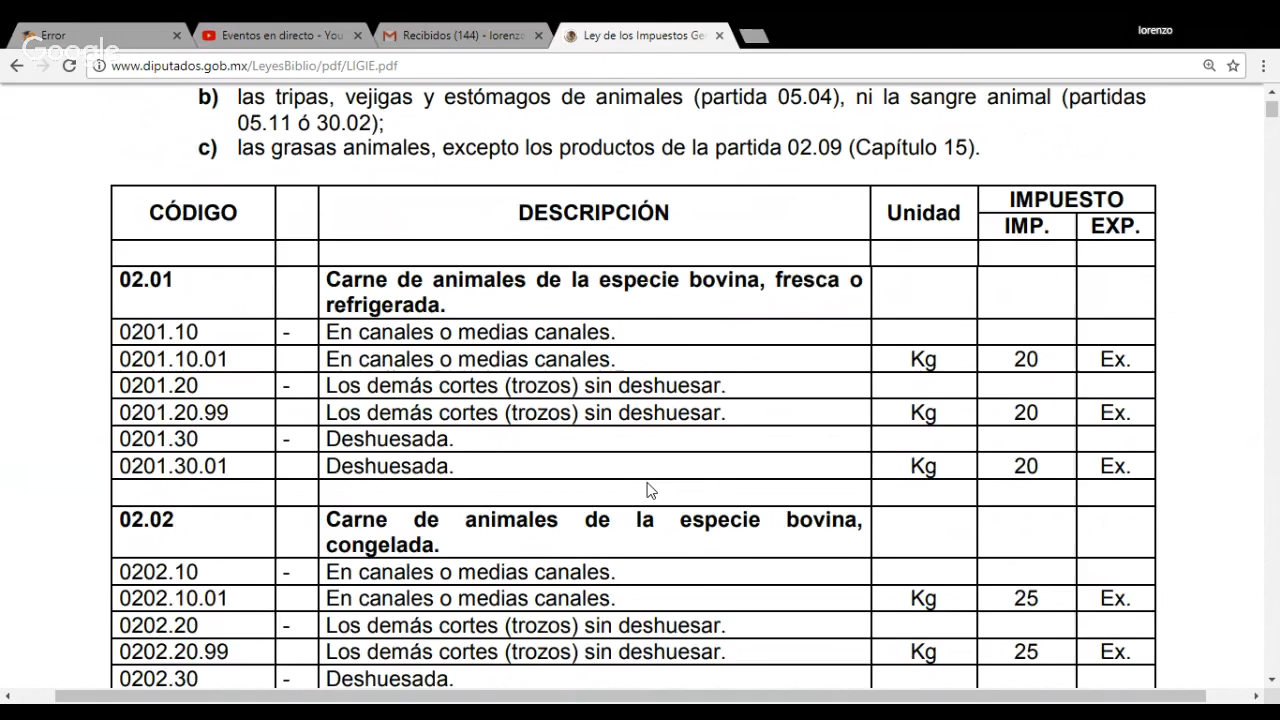 lorenzo
Error
Eventos en directo - You
Recibidos (144) - lorenzo
Ley de los Impuestos Ge
Google
www.diputados.gob.mx/LeyesBiblio/pdf/LIGIE.pdf
b) las tripas, vejigas y estómagos de animales (partida 05.04), ni la sangre animal (partidas
05.11 ó 30.02);
c) las grasas animales, excepto los productos de la partida 02.09 (Capítulo 15).
CÓDIGO DESCRIPCIÓN Unidad IMPUESTO
IMP. EXP.
02.01 Carne de animales de la especie bovina, fresca o
refrigerada.
0201.10 - En canales o medias canales.
0201.10.01 En canales o medias canales. Kg 20 Ex.
0201.20 - Los demás cortes (trozos) sin deshuesar.
0201.20.99 Los demás cortes (trozos) sin deshuesar. Kg 20 Ex.
0201.30 - Deshuesada.
0201.30.01 Deshuesada. Kg 20 Ex.
02.02 Carne de animales de la especie bovina,
congelada.
0202.10 - En canales o medias canales.
0202.10.01 En canales o medias canales. Kg 25 Ex.
0202.20 - Los demás cortes (trozos) sin deshuesar.
0202.20.99 Los demás cortes (trozos) sin deshuesar. Kg 25 Ex.
0202.30 - Deshuesada.